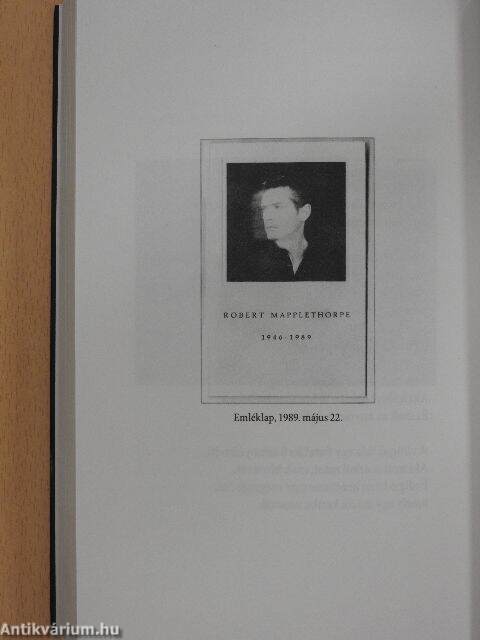 ROBERT MAPPLETHORPE
1946–1989
Emléklap, 1989. május 22.
Antikvárium.hu